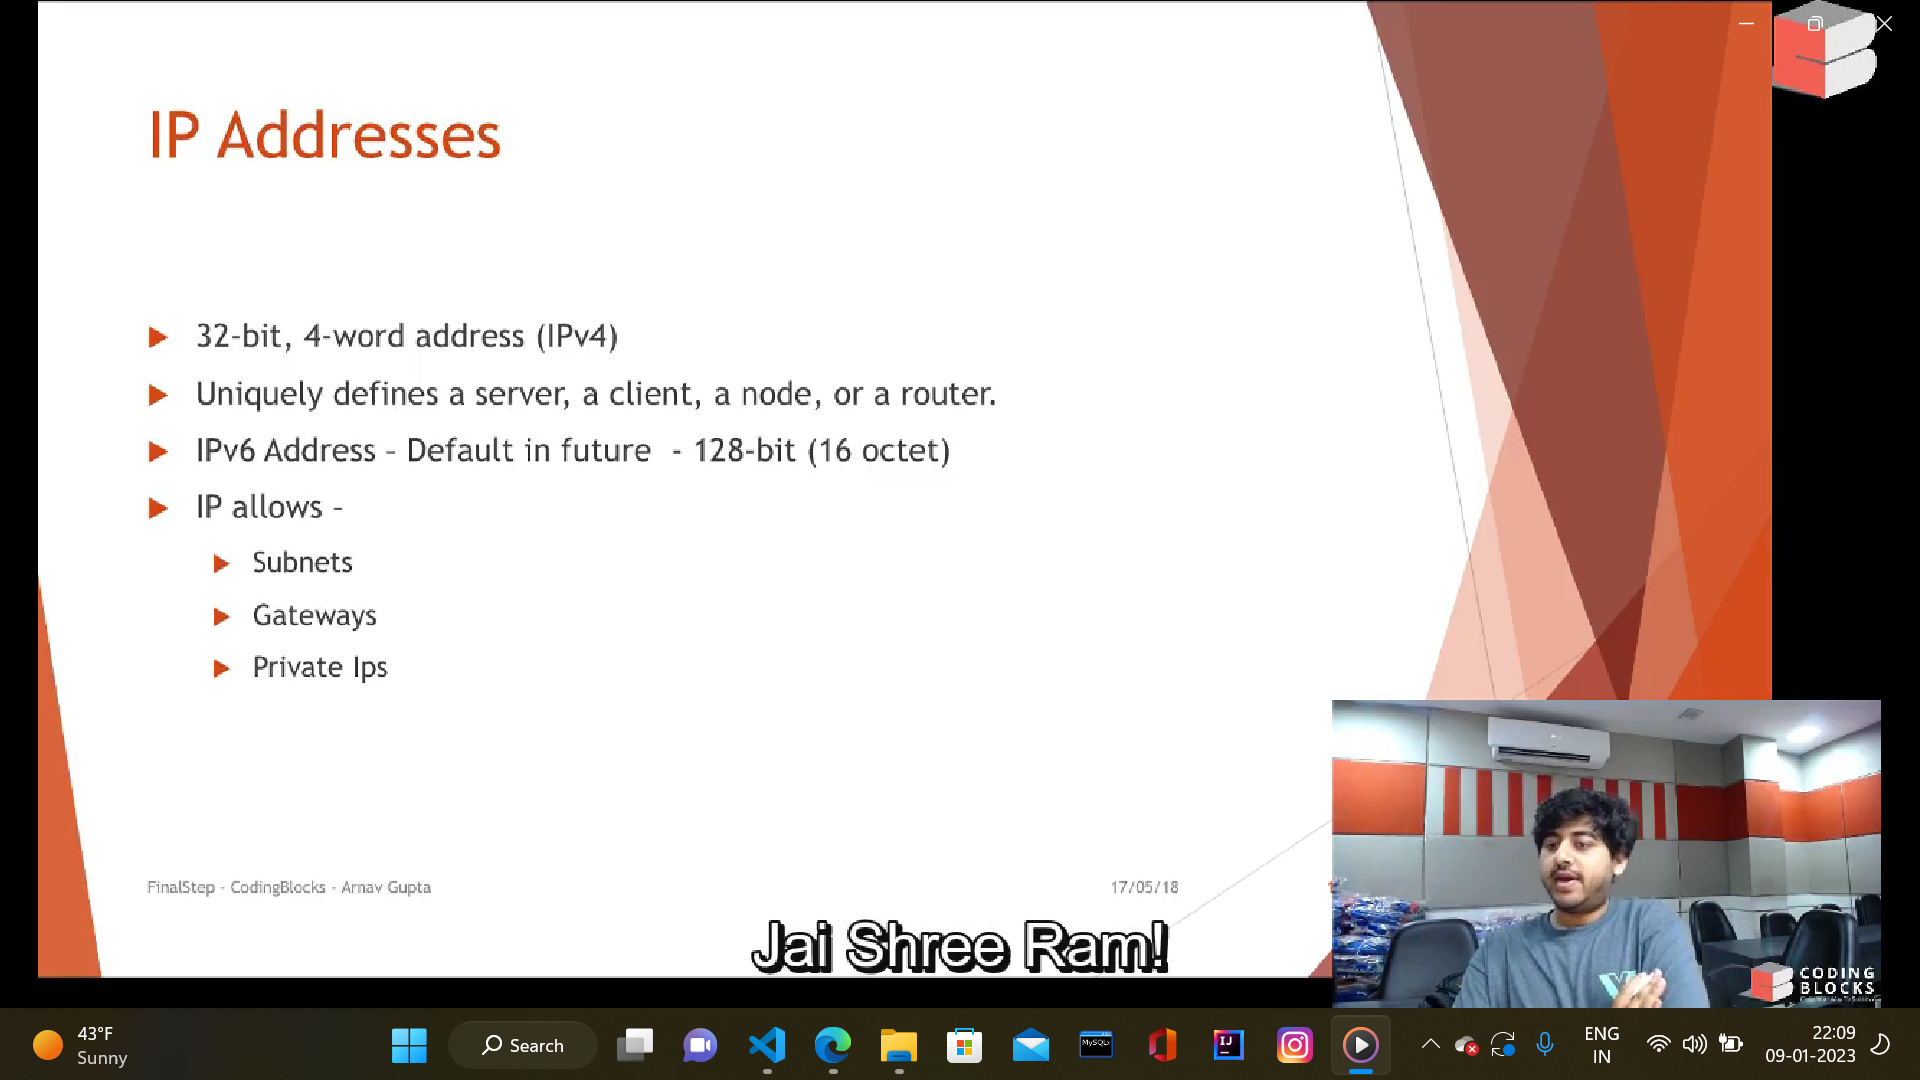 IP Addresses
32-bit, 4-word address (IPv4)
Uniquely defines a server, a client, a node, or a router.
IPv6 Address – Default in future  - 128-bit (16 octet)
IP allows –
Subnets
Gateways
Private Ips
FinalStep - CodingBlocks - Arnav Gupta
17/05/18
Jai Shree Ram!
CODING
BLOCKS
43°F
Sunny
Search
MySQL
IJ
ENG
IN
22:09
09-01-2023